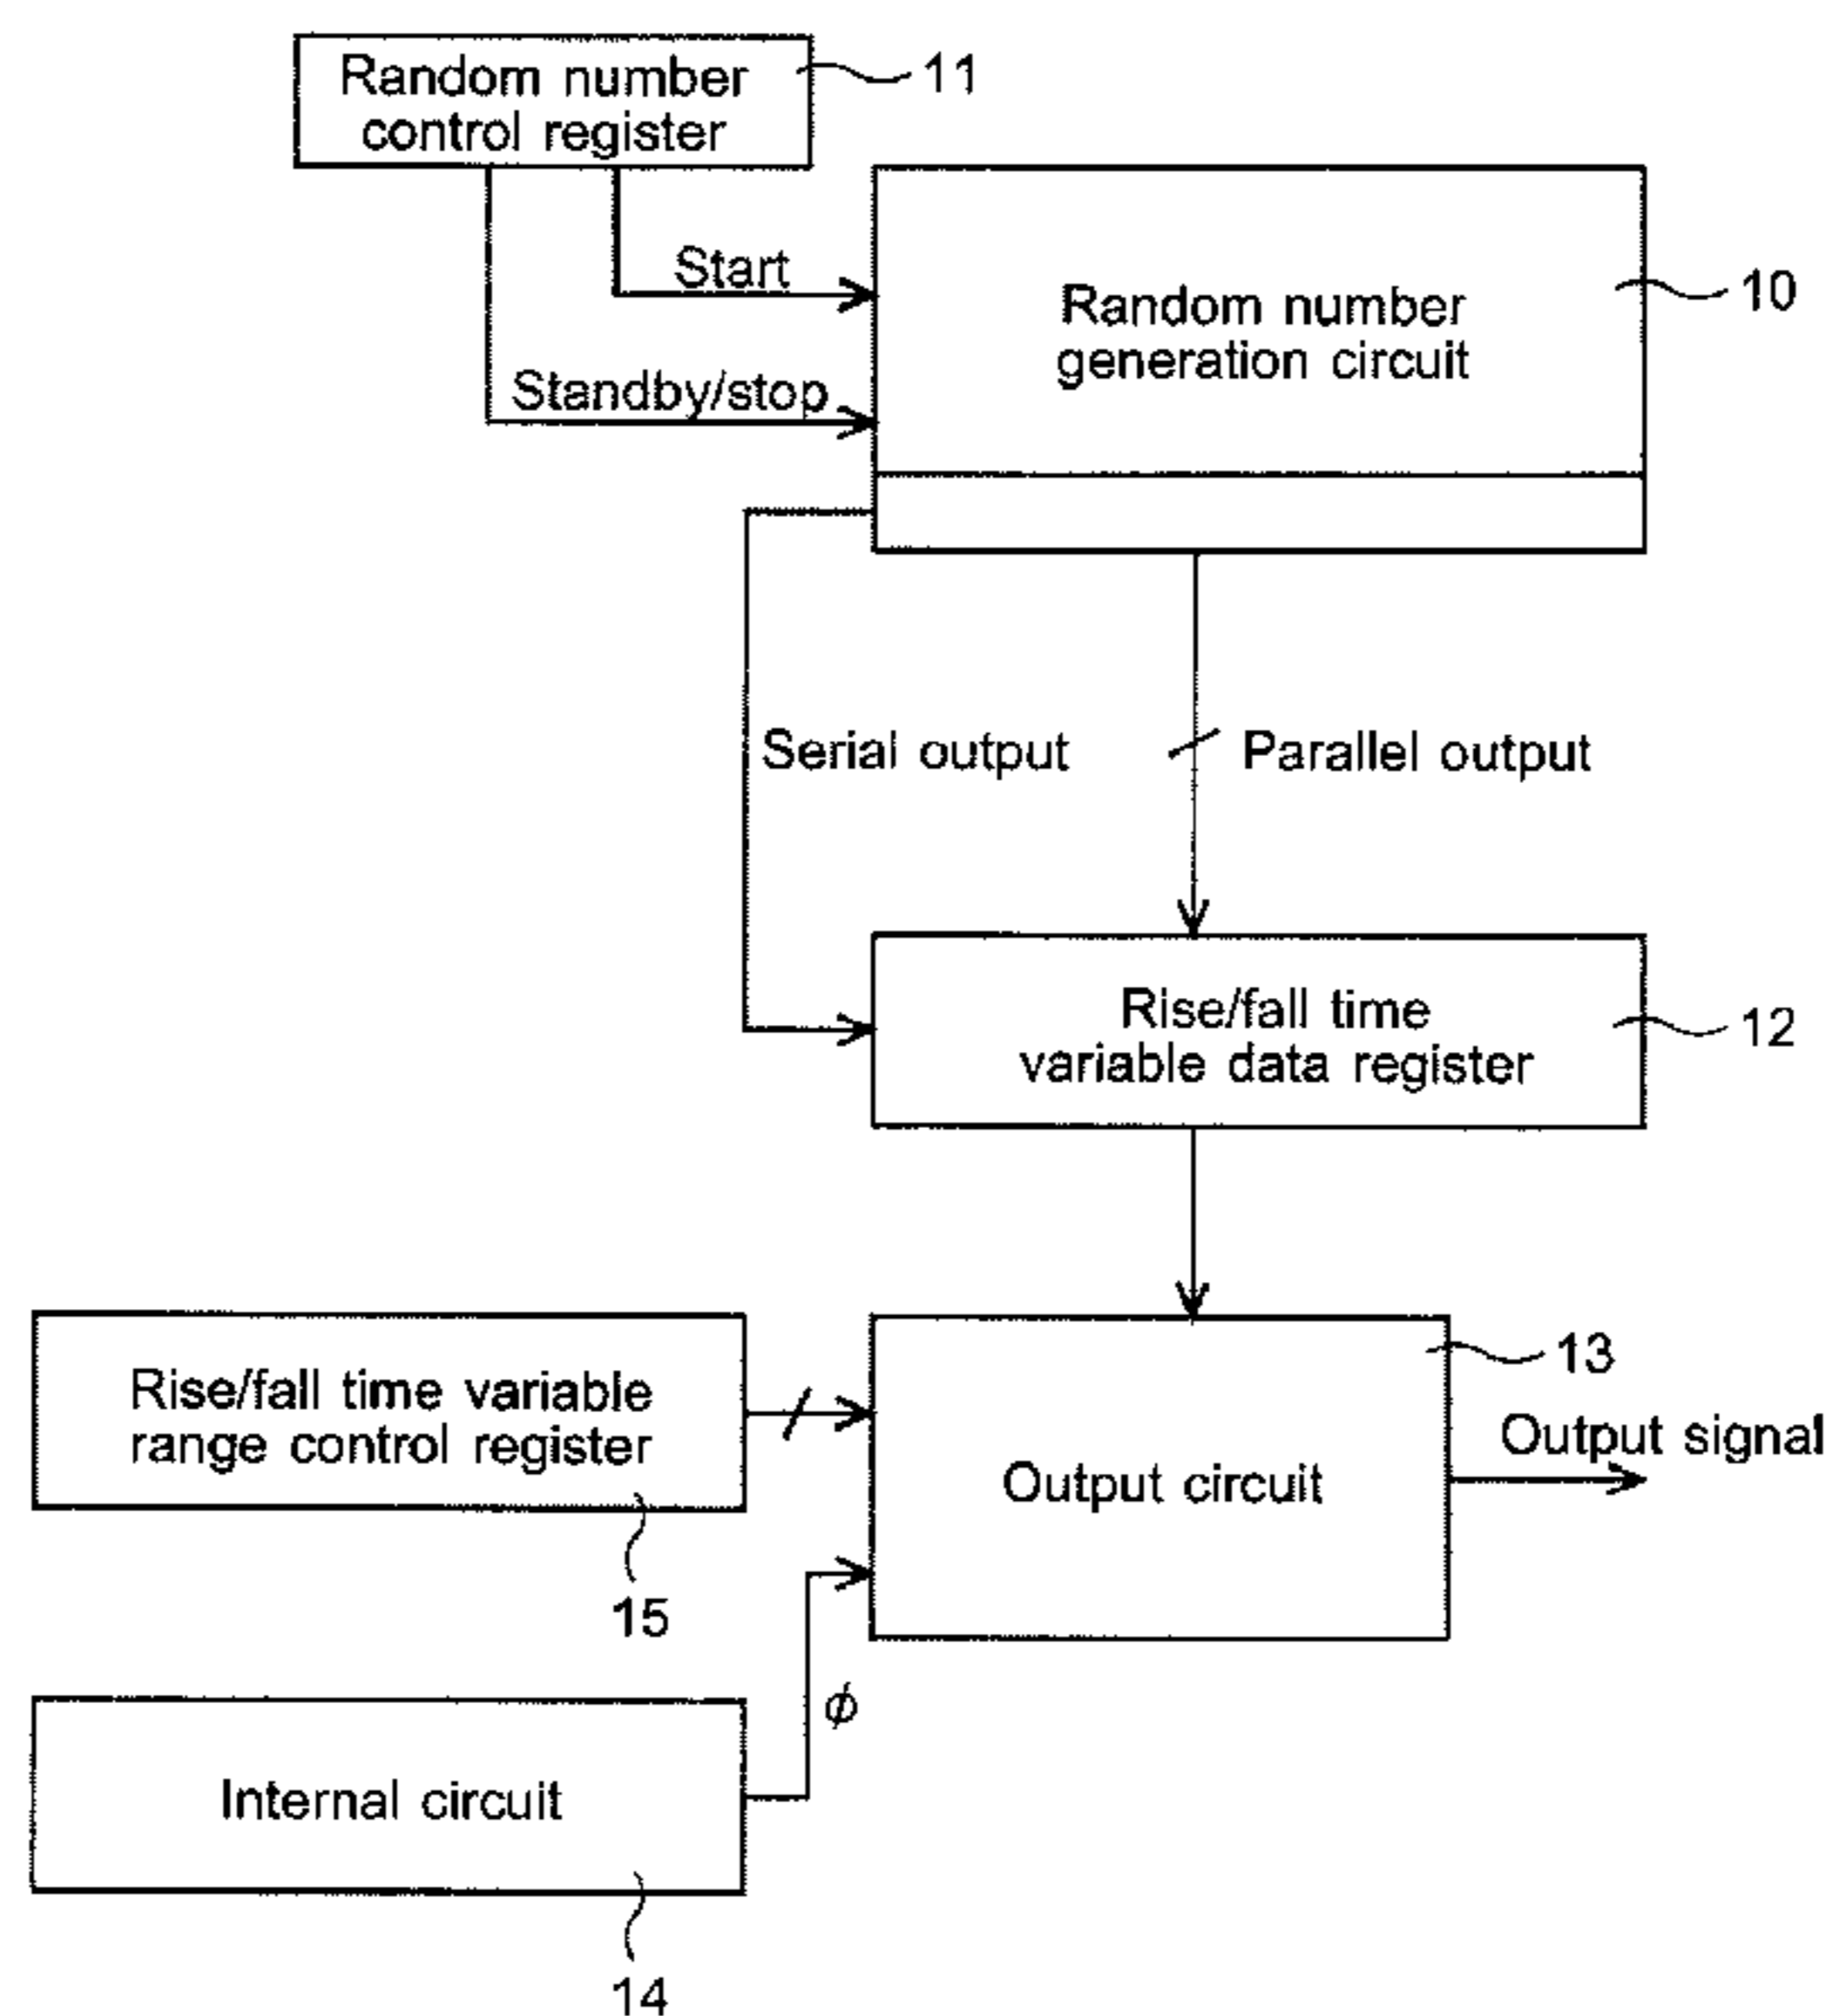 Random number
control register
11
Start
Standby/stop
Random number
generation circuit
10
Serial output
Parallel output
Rise/fall time
variable data register
12
Rise/fall time variable
range control register
15
Output circuit
13
Output signal
ϕ
Internal circuit
14